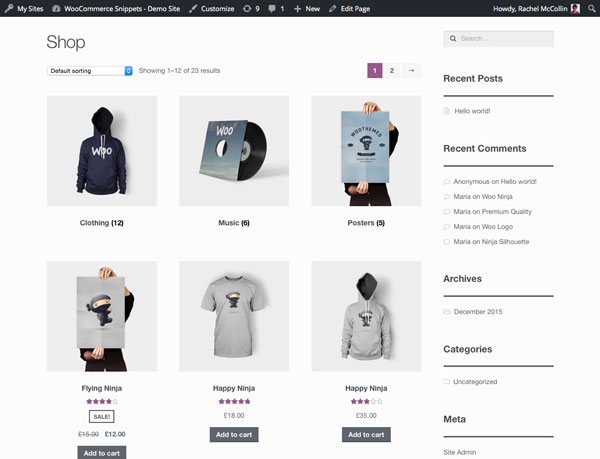 My Sites WooCommerce Snippets - Demo Site Customize 9 1 New Edit Page Howdy, Rachel McCollin
Shop
Default sorting Showing 1–12 of 23 results 1 2 →
WOO
WOO
WOOTHEMES
Clothing (12)
Music (6)
Posters (5)
Flying Ninja
SALE!
£15.00 £12.00
Add to cart
Happy Ninja
£18.00
Add to cart
Happy Ninja
£35.00
Add to cart
Search …
Recent Posts
Hello world!
Recent Comments
Anonymous on Hello world!
Maria on Woo Ninja
Maria on Premium Quality
Maria on Woo Logo
Maria on Ninja Silhouette
Archives
December 2015
Categories
Uncategorized
Meta
Site Admin